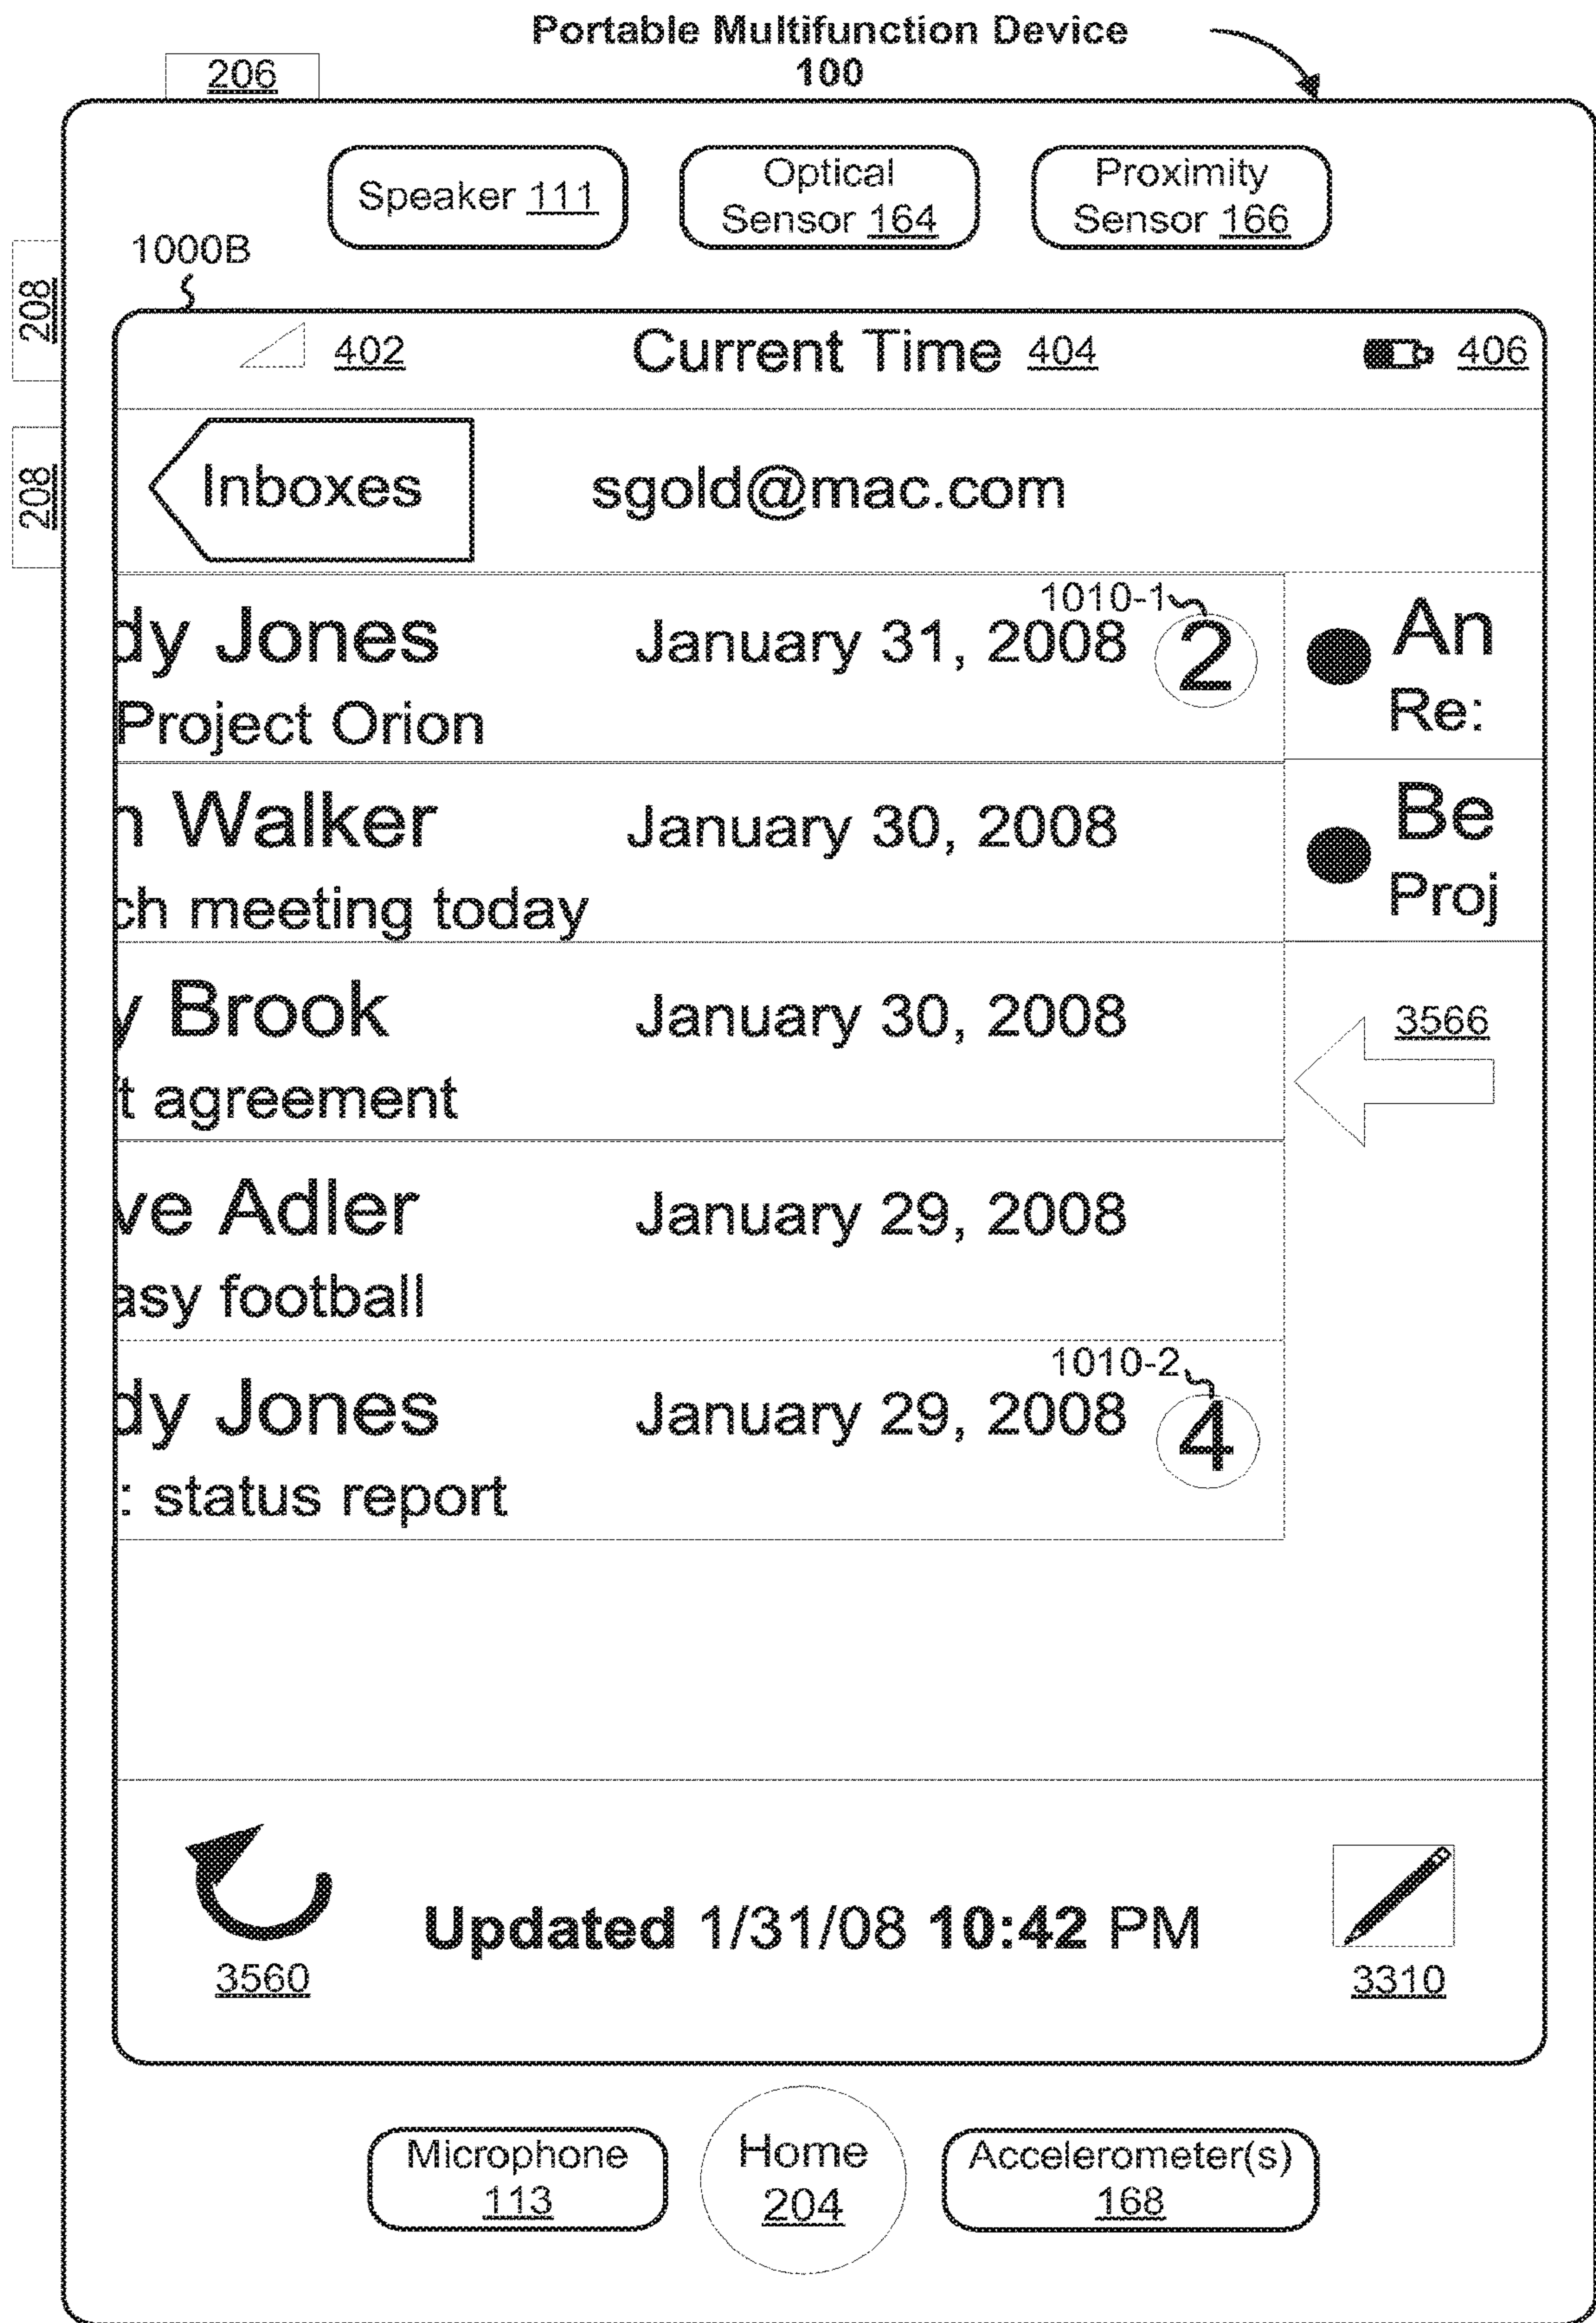 Portable Multifunction Device
100
206
Speaker 111
Optical
Sensor 164
Proximity
Sensor 166
1000B
208
208
402
Current Time 404
406
Inboxes
sgold@mac.com
dy Jones
January 31, 2008
1010-1
2
Project Orion
An
Re:
n Walker
January 30, 2008
ch meeting today
Be
Proj
y Brook
January 30, 2008
t agreement
3566
ve Adler
January 29, 2008
asy football
dy Jones
January 29, 2008
1010-2
4
: status report
Updated 1/31/08 10:42 PM
3560
3310
Microphone
113
Home
204
Accelerometer(s)
168